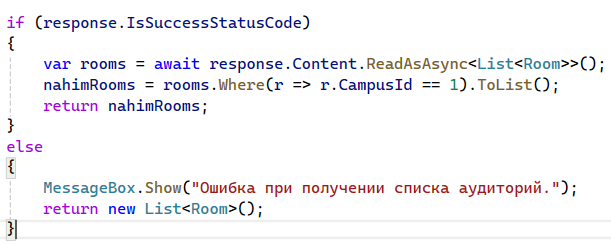 if (response.IsSuccessStatusCode)
{
    var rooms = await response.Content.ReadAsAsync<List<Room>>();
    nahimRooms = rooms.Where(r => r.CampusId == 1).ToList();
    return nahimRooms;
}
else
{
    MessageBox.Show("Ошибка при получении списка аудиторий.");
    return new List<Room>();
}